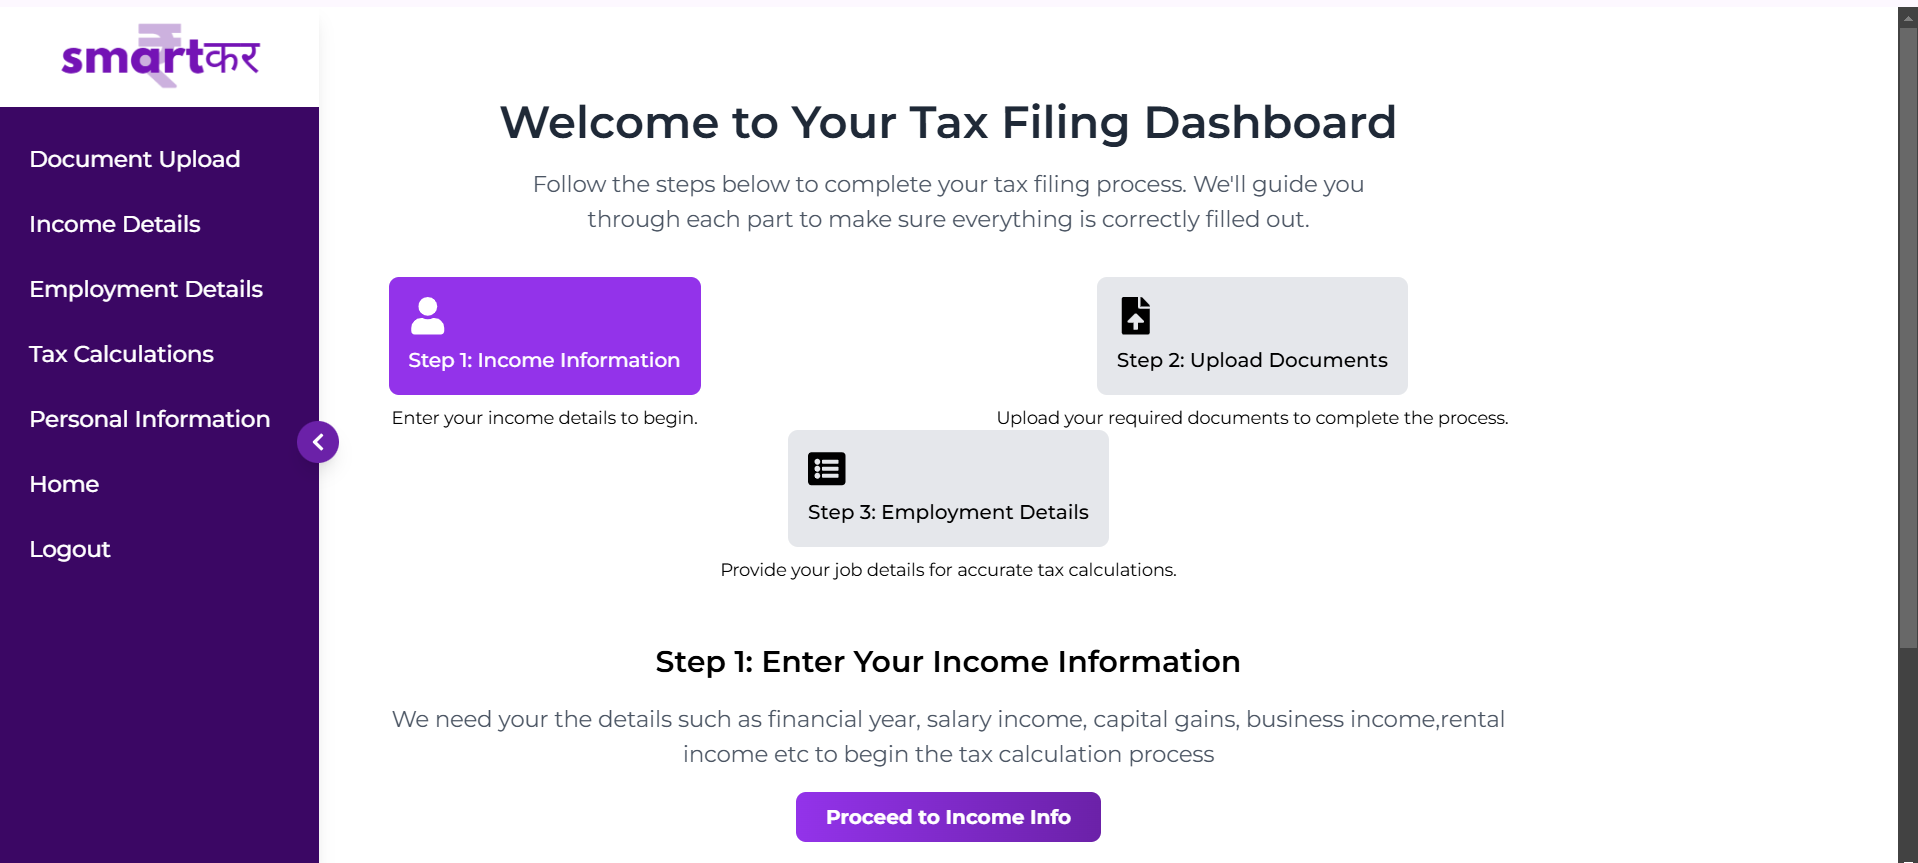 smartकर
Document Upload
Income Details
Employment Details
Tax Calculations
Personal Information
Home
Logout
Welcome to Your Tax Filing Dashboard
Follow the steps below to complete your tax filing process. We'll guide you
through each part to make sure everything is correctly filled out.
Step 1: Income Information
Enter your income details to begin.
Step 2: Upload Documents
Upload your required documents to complete the process.
Step 3: Employment Details
Provide your job details for accurate tax calculations.
Step 1: Enter Your Income Information
We need your the details such as financial year, salary income, capital gains, business income,rental
income etc to begin the tax calculation process
Proceed to Income Info